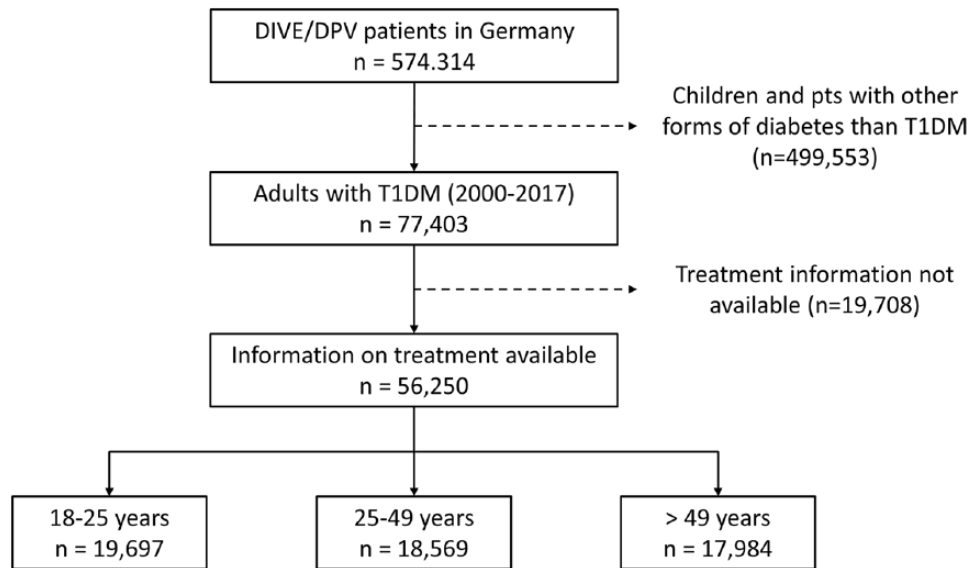 DIVE/DPV patients in Germany
n = 574.314
Children and pts with other
forms of diabetes than T1DM
(n=499,553)
Adults with T1DM (2000-2017)
n = 77,403
Treatment information not
available (n=19,708)
Information on treatment available
n = 56,250
18-25 years
n = 19,697
25-49 years
n = 18,569
> 49 years
n = 17,984